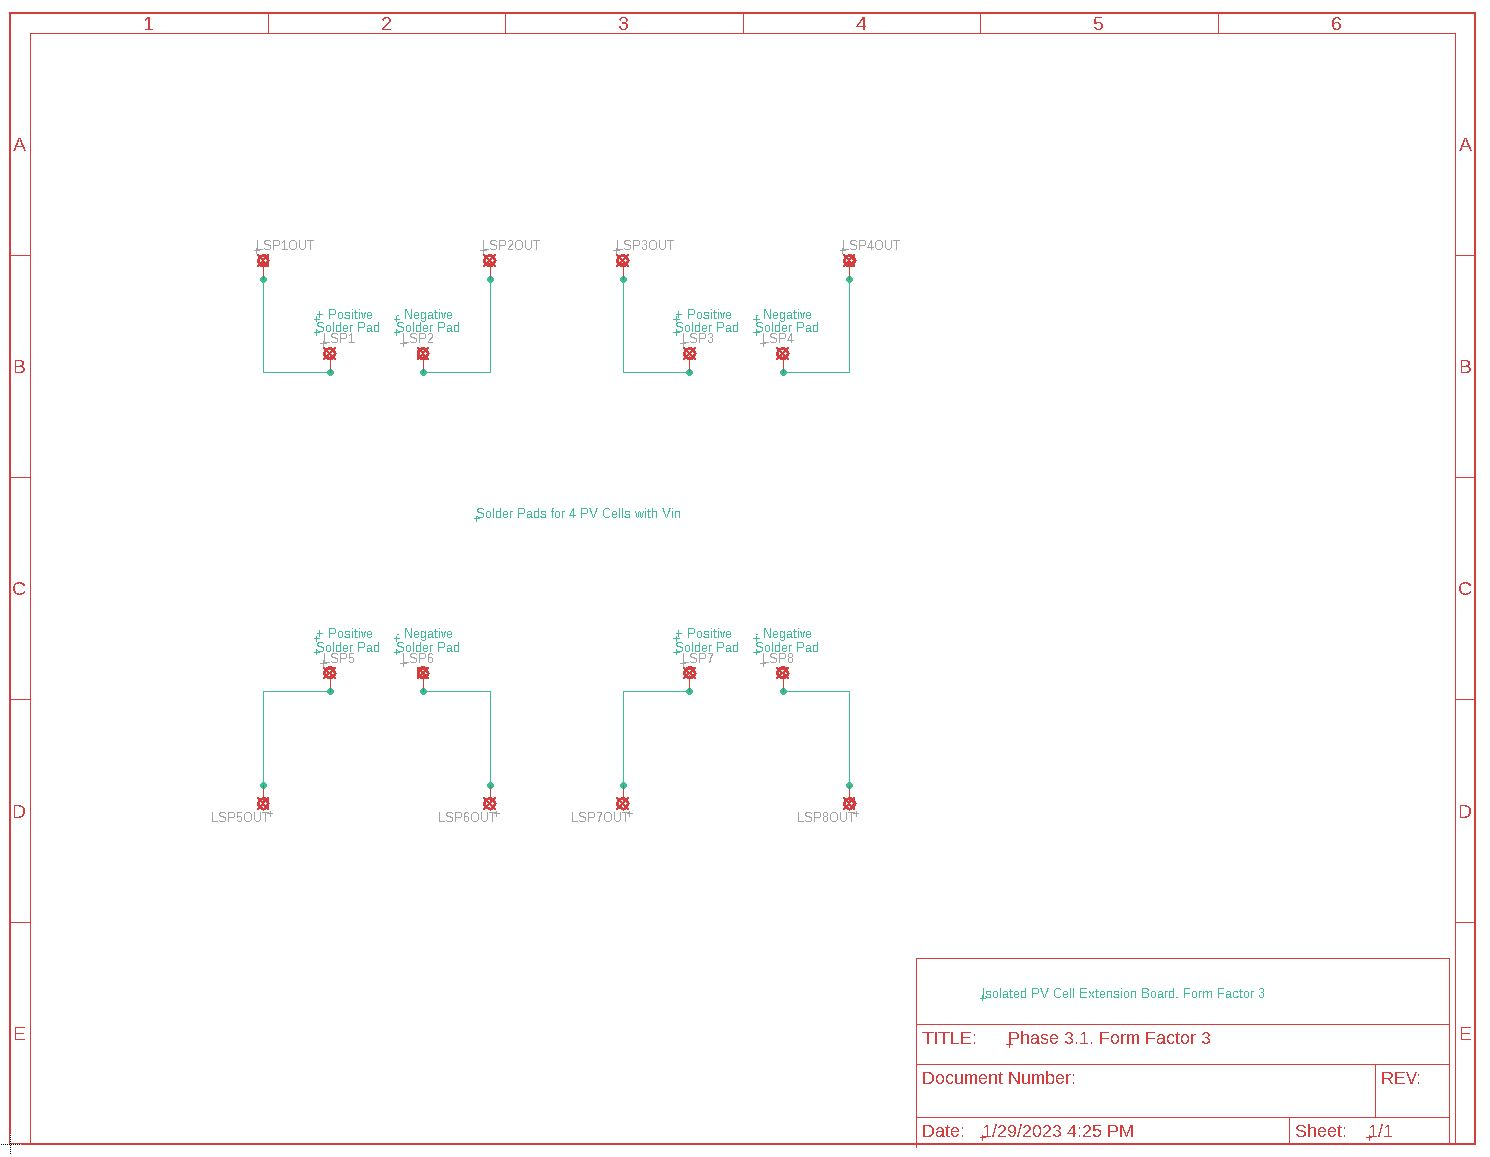 1 2 3 4 5 6
A A
LSP1OUT LSP2OUT LSP3OUT LSP4OUT
+ Positive - Negative + Positive - Negative
Solder Pad Solder Pad Solder Pad Solder Pad
LSP1 LSP2 LSP3 LSP4
B B
Solder Pads for 4 PV Cells with Vin
C C
+ Positive - Negative + Positive - Negative
Solder Pad Solder Pad Solder Pad Solder Pad
LSP5 LSP6 LSP7 LSP8
D D
LSP5OUT LSP6OUT LSP7OUT LSP8OUT
Isolated PV Cell Extension Board. Form Factor 3
E E
TITLE: Phase 3.1. Form Factor 3
Document Number: REV:
Date: 1/29/2023 4:25 PM Sheet: 1/1